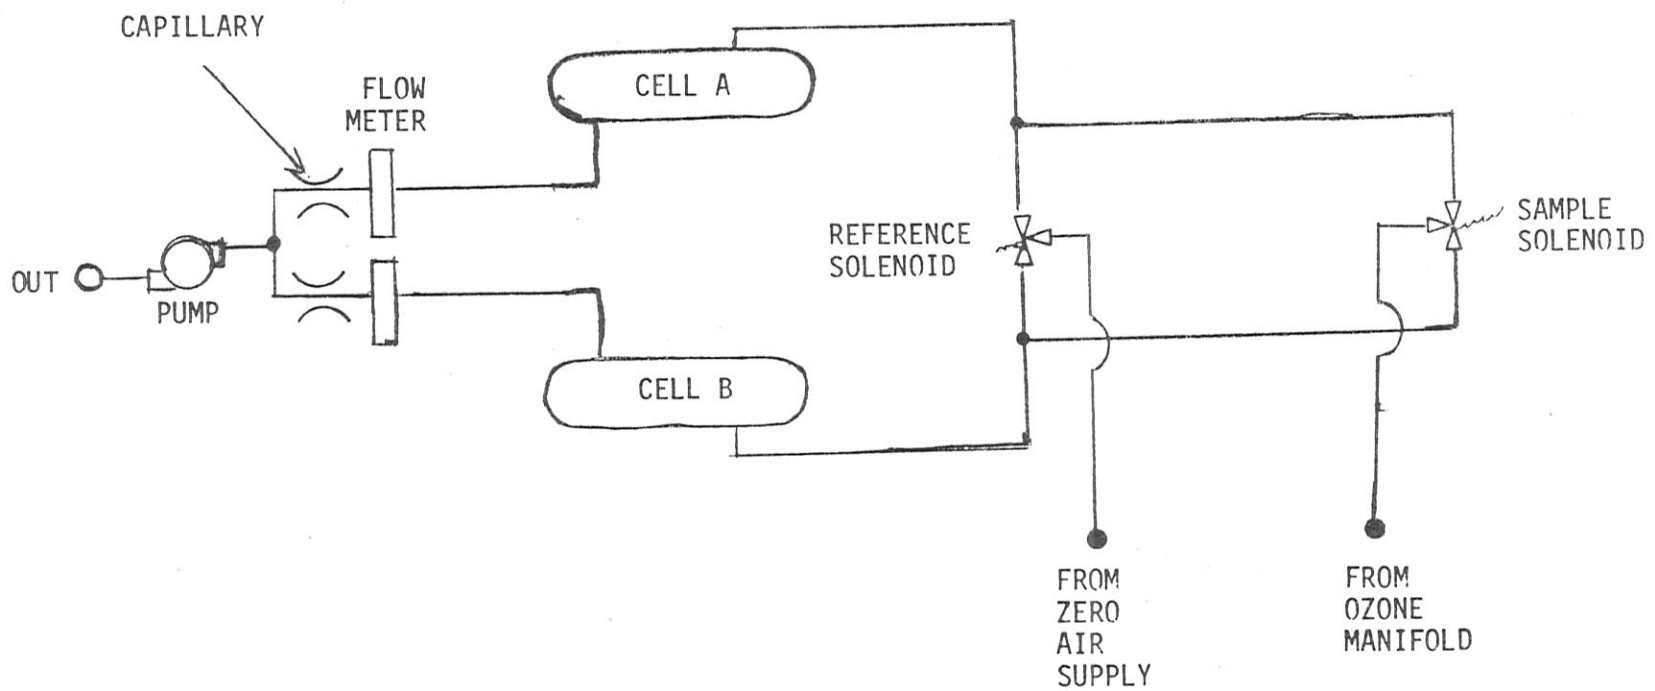 CAPILLARY
FLOW
METER
CELL A
REFERENCE
SOLENOID
SAMPLE
SOLENOID
OUT
PUMP
CELL B
FROM
ZERO
AIR
SUPPLY
FROM
OZONE
MANIFOLD